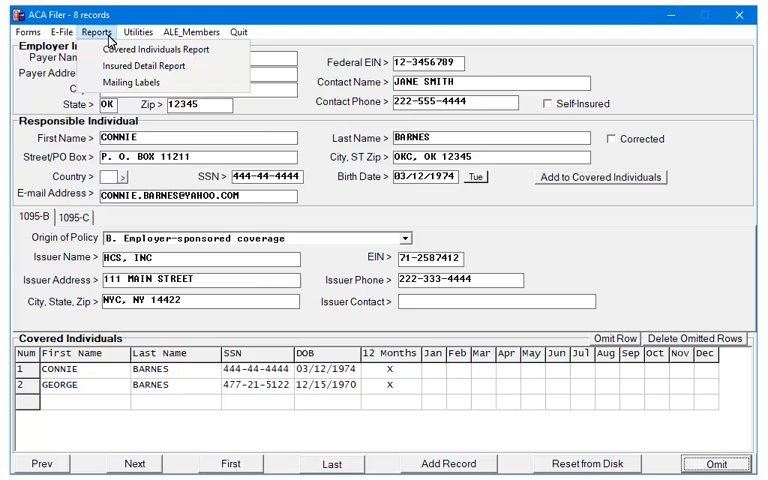 ACA Filer - 8 records
Forms E-File Reports Utilities ALE_Members Quit
Covered Individuals Report
Insured Detail Report
Mailing Labels
Employer In
Payer Nam
Federal EIN > 12-3456789
Payer Addre
Contact Name > JANE SMITH
C
State > OK Zip > 12345
Contact Phone > 222-555-4444 Self-Insured
Responsible Individual
First Name > CONNIE Last Name > BARNES Corrected
Street/PO Box > P. O. BOX 11211 City, ST Zip > OKC, OK 12345
Country > > SSN > 444-44-4444 Birth Date > 03/12/1974 Tue Add to Covered Individuals
E-mail Address > CONNIE.BARNES@YAHOO.COM
1095-B 1095-C
Origin of Policy B. Employer-sponsored coverage
Issuer Name > HCS, INC EIN > 71-2587412
Issuer Address > 111 MAIN STREET Issuer Phone > 222-333-4444
City, State, Zip > NYC, NY 14422 Issuer Contact >
Covered Individuals Omit Row Delete Omitted Rows
Num First Name Last Name SSN DOB 12 Months Jan Feb Mar Apr May Jun Jul Aug Sep Oct Nov Dec
1 CONNIE BARNES 444-44-4444 03/12/1974 X
2 GEORGE BARNES 477-21-5122 12/15/1970 X
Prev Next First Last Add Record Reset from Disk Omit